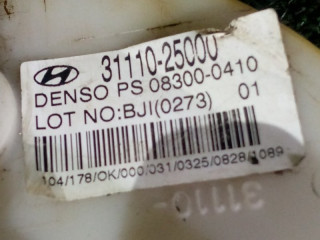 31110-25000
DENSO PS 08300-0410
LOT NO:BJI(0273) 01
104/178/OK/000/031/0325/0828/1089
31110-